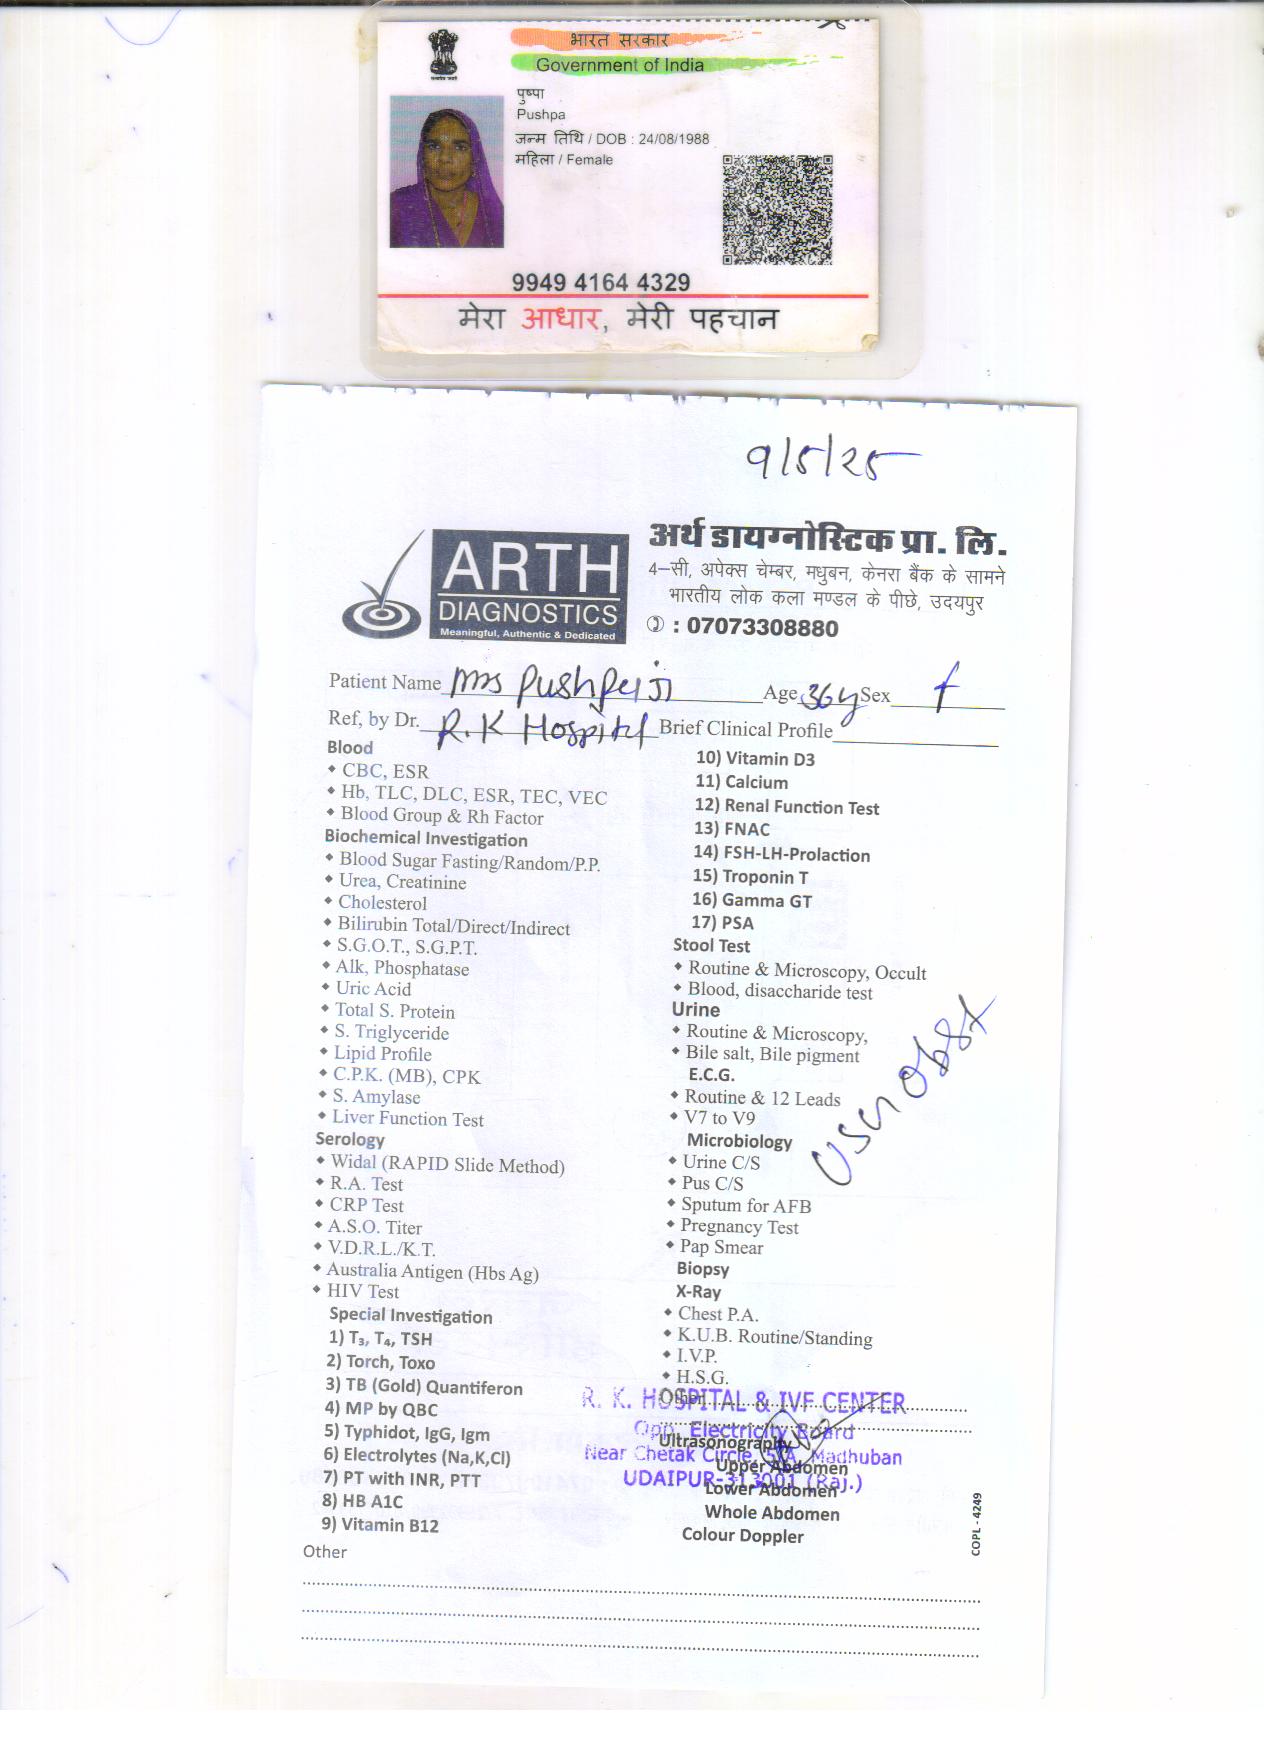 भारत सरकार
Government of India
पुष्पा
Pushpa
जन्म तिथि / DOB : 24/08/1988
महिला / Female
9949 4164 4329
मेरा आधार, मेरी पहचान
9/5/25
ARTH
DIAGNOSTICS
Meaningful, Authentic & Dedicated
अर्थ डायग्नोस्टिक प्रा. लि.
4–सी, अपेक्स चेम्बर, मधुबन, केनरा बैंक के सामने
भारतीय लोक कला मण्डल के पीछे, उदयपुर
: 07073308880
Patient Name Mrs Pushpa ji Age 36y Sex f
Ref, by Dr. R.K Hospital Brief Clinical Profile
Blood
CBC, ESR
Hb, TLC, DLC, ESR, TEC, VEC
Blood Group & Rh Factor
Biochemical Investigation
Blood Sugar Fasting/Random/P.P.
Urea, Creatinine
Cholesterol
Bilirubin Total/Direct/Indirect
S.G.O.T., S.G.P.T.
Alk, Phosphatase
Uric Acid
Total S. Protein
S. Triglyceride
Lipid Profile
C.P.K. (MB), CPK
S. Amylase
Liver Function Test
Serology
Widal (RAPID Slide Method)
R.A. Test
CRP Test
A.S.O. Titer
V.D.R.L./K.T.
Australia Antigen (Hbs Ag)
HIV Test
Special Investigation
1) T₃, T₄, TSH
2) Torch, Toxo
3) TB (Gold) Quantiferon
4) MP by QBC
5) Typhidot, IgG, Igm
6) Electrolytes (Na,K,Cl)
7) PT with INR, PTT
8) HB A1C
9) Vitamin B12
10) Vitamin D3
11) Calcium
12) Renal Function Test
13) FNAC
14) FSH-LH-Prolaction
15) Troponin T
16) Gamma GT
17) PSA
Stool Test
Routine & Microscopy, Occult
Blood, disaccharide test
Urine
Routine & Microscopy,
Bile salt, Bile pigment
E.C.G.
Routine & 12 Leads
V7 to V9
Microbiology
Urine C/S
Pus C/S
Sputum for AFB
Pregnancy Test
Pap Smear
Biopsy
X-Ray
Chest P.A.
K.U.B. Routine/Standing
I.V.P.
H.S.G.
Other
Ultrasonography
Upper Abdomen
Lower Abdomen
Whole Abdomen
Colour Doppler
USG obst
R. K. HOSPITAL & IVF CENTER
Opp. Electricity Board
Near Chetak Circle, 5/A, Madhuban
UDAIPUR-313001 (Raj.)
COPL - 4249
Other